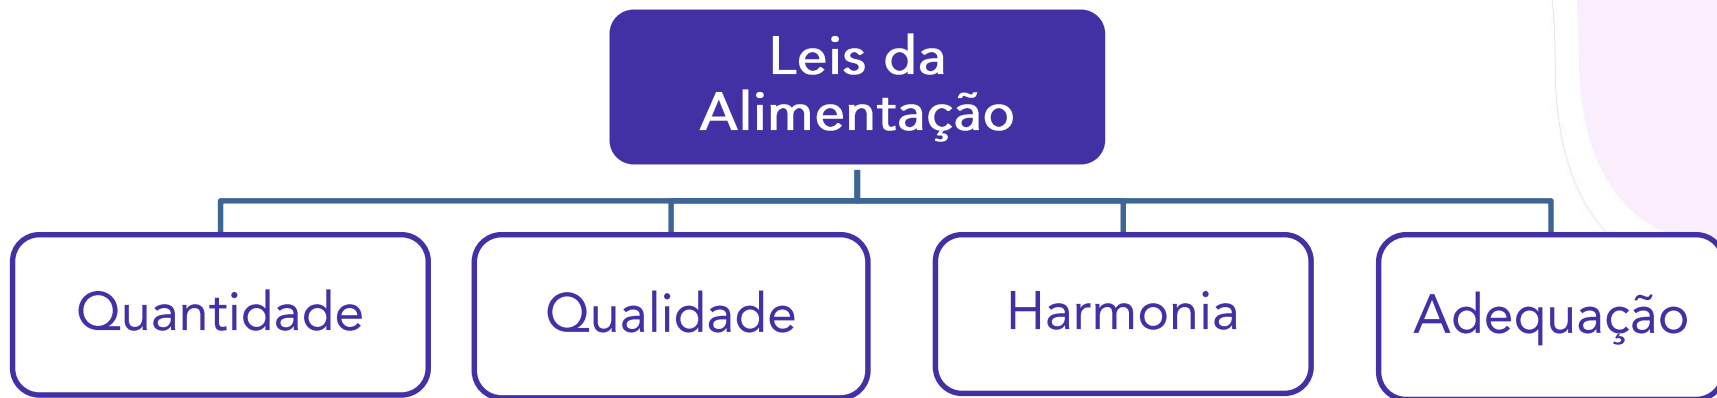 Leis da
Alimentação
Quantidade
Qualidade
Harmonia
Adequação